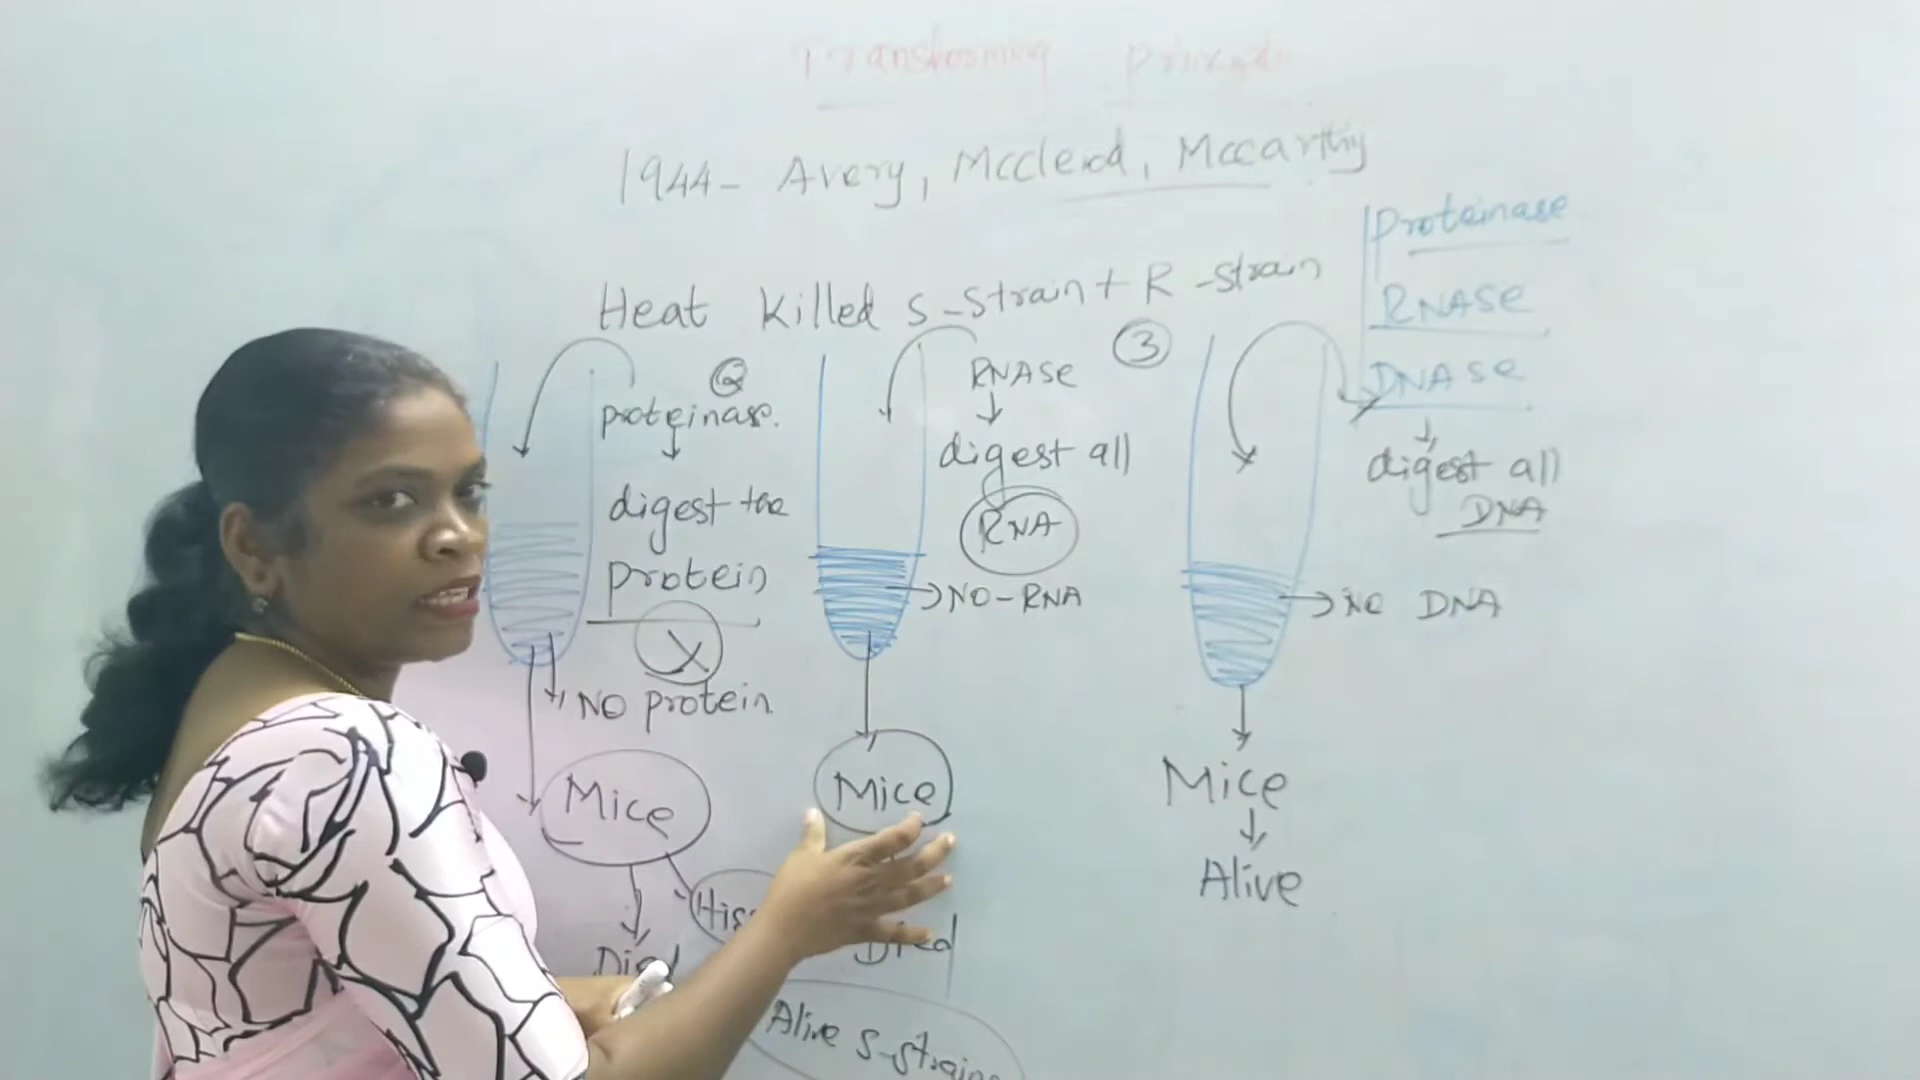 Transforming
1944- Avery, Mccleod, Mccarthy
Proteinase
RNASE
DNASE
Heat Killed S-Strain + R-strain
2
proteinase.
digest the
protein
X
NO protein
Mice
Died
RNASE
digest all
RNA
NO-RNA
Mice
Died
Alive S-strain
3
digest all
DNA
NO DNA
Mice
Alive